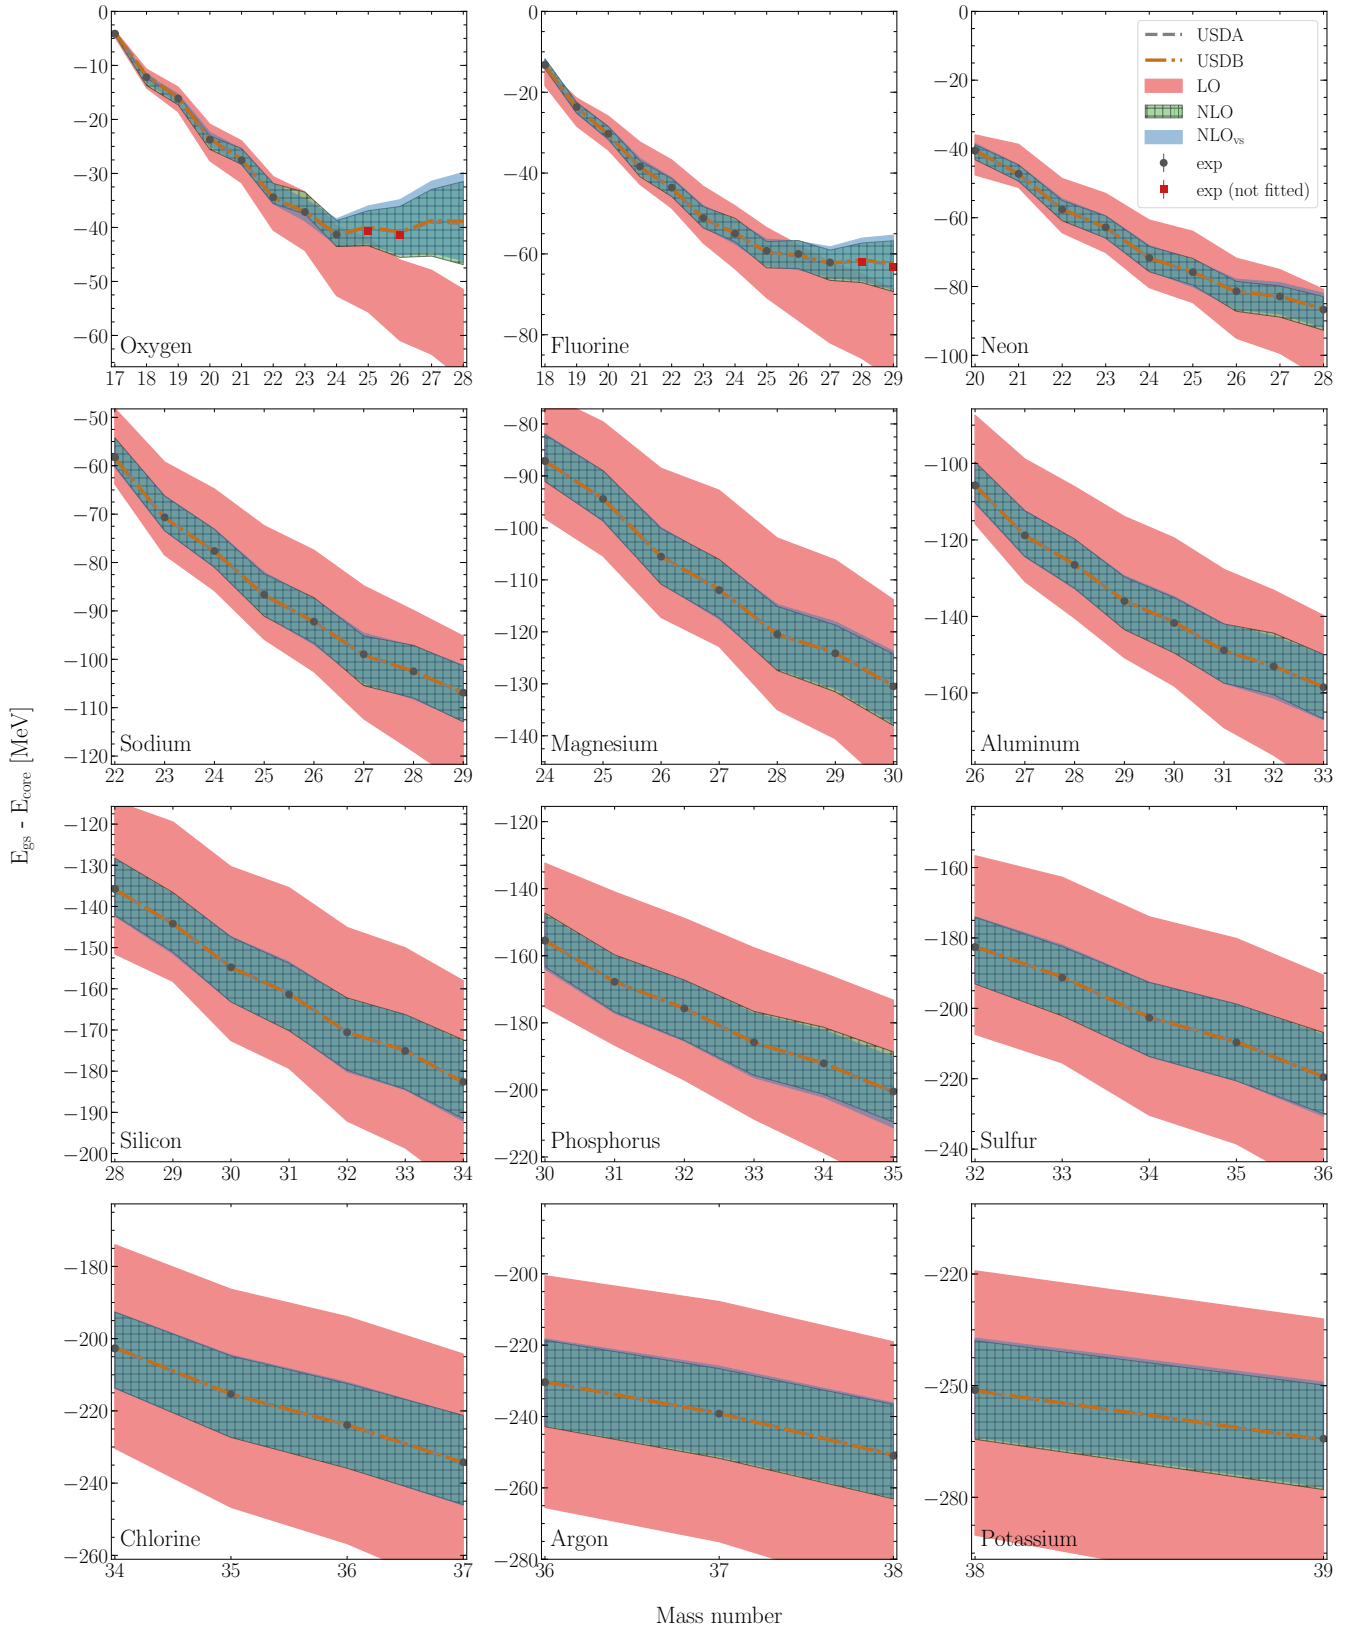 E_gs - E_core [MeV]
0
−10
−20
−30
−40
−50
−60
Oxygen
17 18 19 20 21 22 23 24 25 26 27 28
0
−20
−40
−60
−80
Fluorine
18 19 20 21 22 23 24 25 26 27 28 29
0
−20
−40
−60
−80
−100
USDA
USDB
LO
NLO
NLO_vs
exp
exp (not fitted)
Neon
20 21 22 23 24 25 26 27 28
−50
−60
−70
−80
−90
−100
−110
−120
Sodium
22 23 24 25 26 27 28 29
−80
−90
−100
−110
−120
−130
−140
Magnesium
24 25 26 27 28 29 30
−100
−120
−140
−160
Aluminum
26 27 28 29 30 31 32 33
−120
−130
−140
−150
−160
−170
−180
−190
−200
Silicon
28 29 30 31 32 33 34
−120
−140
−160
−180
−200
−220
Phosphorus
30 31 32 33 34 35
−160
−180
−200
−220
−240
Sulfur
32 33 34 35 36
−180
−200
−220
−240
−260
Chlorine
34 35 36 37
−200
−220
−240
−260
−280
Argon
36 37 38
−220
−250
−280
Potassium
38 39
Mass number